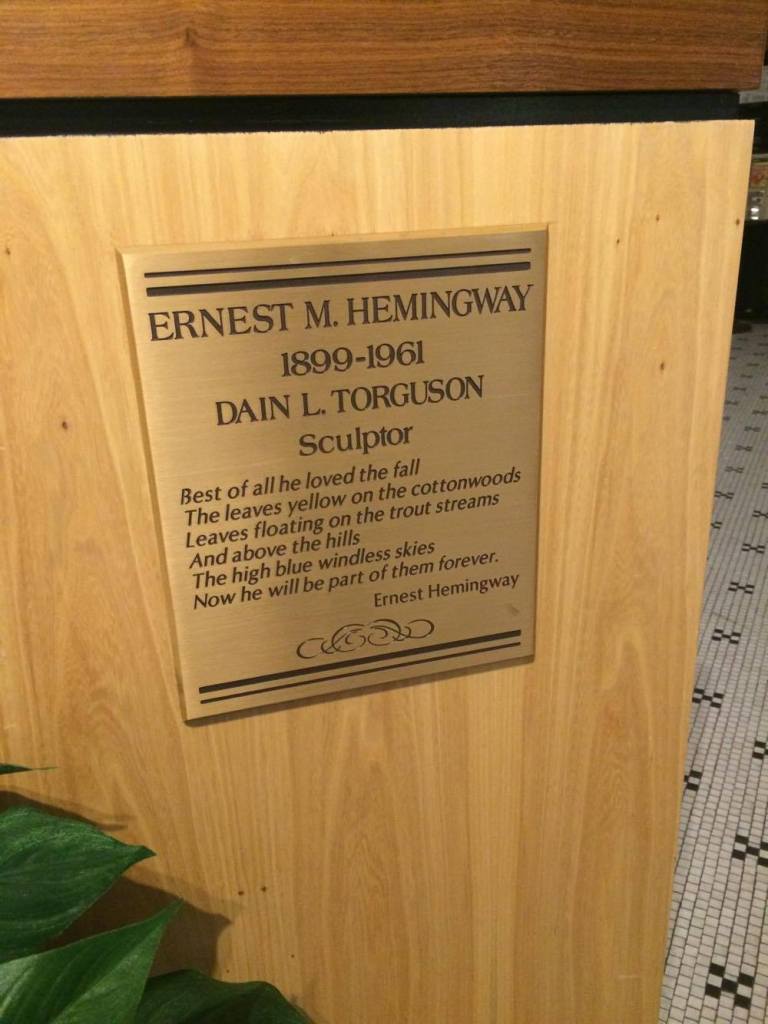 ERNEST M. HEMINGWAY
1899-1961
DAIN L. TORGUSON
Sculptor
Best of all he loved the fall
The leaves yellow on the cottonwoods
Leaves floating on the trout streams
And above the hills
The high blue windless skies
Now he will be part of them forever.
Ernest Hemingway